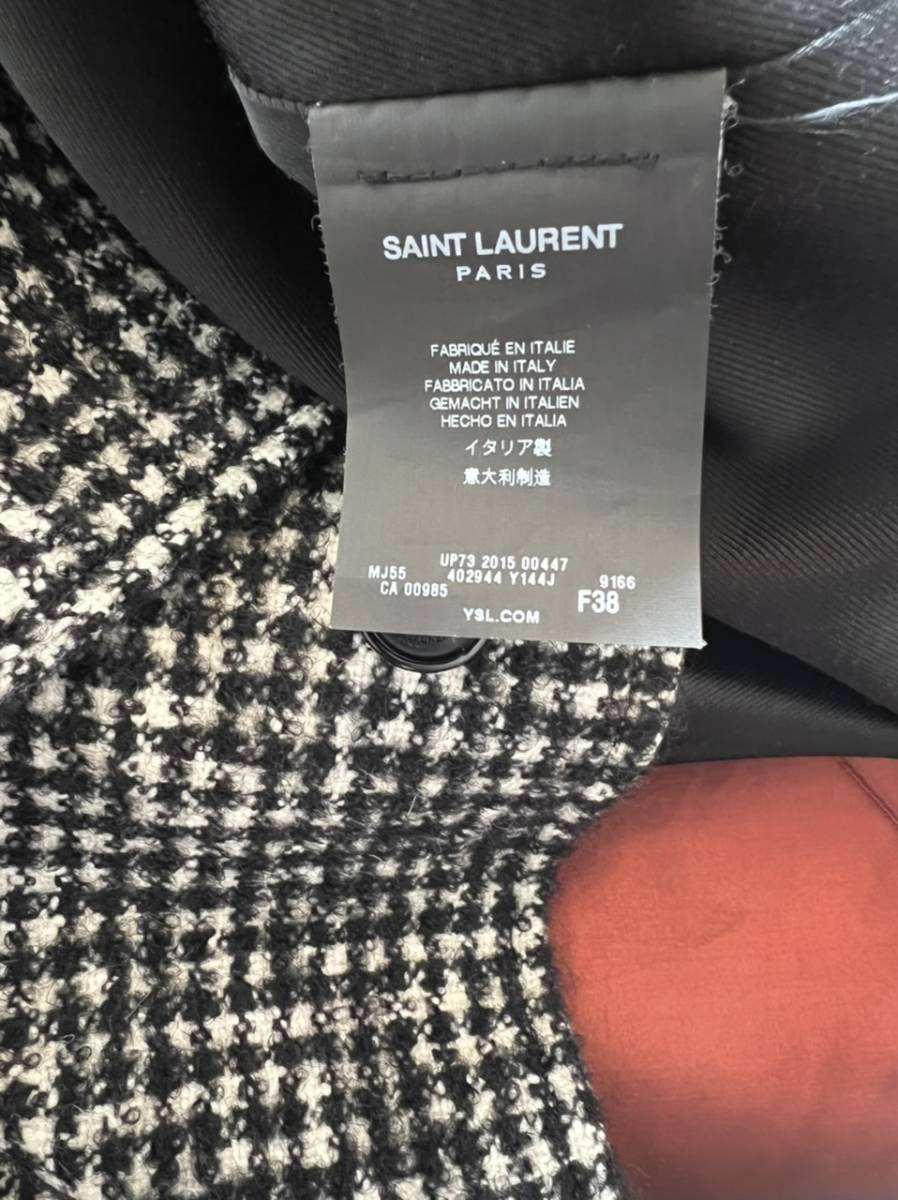 SAINT LAURENT
PARIS
FABRIQUÉ EN ITALIE
MADE IN ITALY
FABBRICATO IN ITALIA
GEMACHT IN ITALIEN
HECHO EN ITALIA
イタリア製
意大利制造
UP73 2015 00447
MJ55 402944 Y144J 9166
CA 00985 F38
YSL.COM